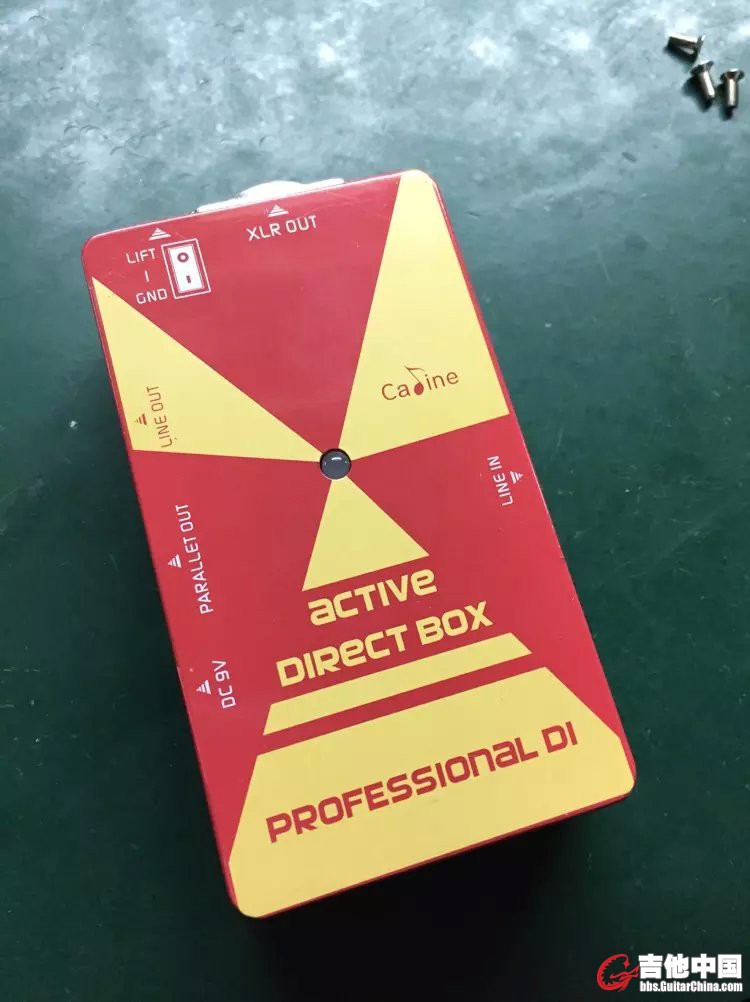 XLR OUT
LIFT
I
GND
Caline
LINE OUT
LINE IN
PARALLET OUT
DC 9V
ACTIVE
DIRECT BOX
PROFESSIONAL DI
吉他中国
bbs.GuitarChina.com